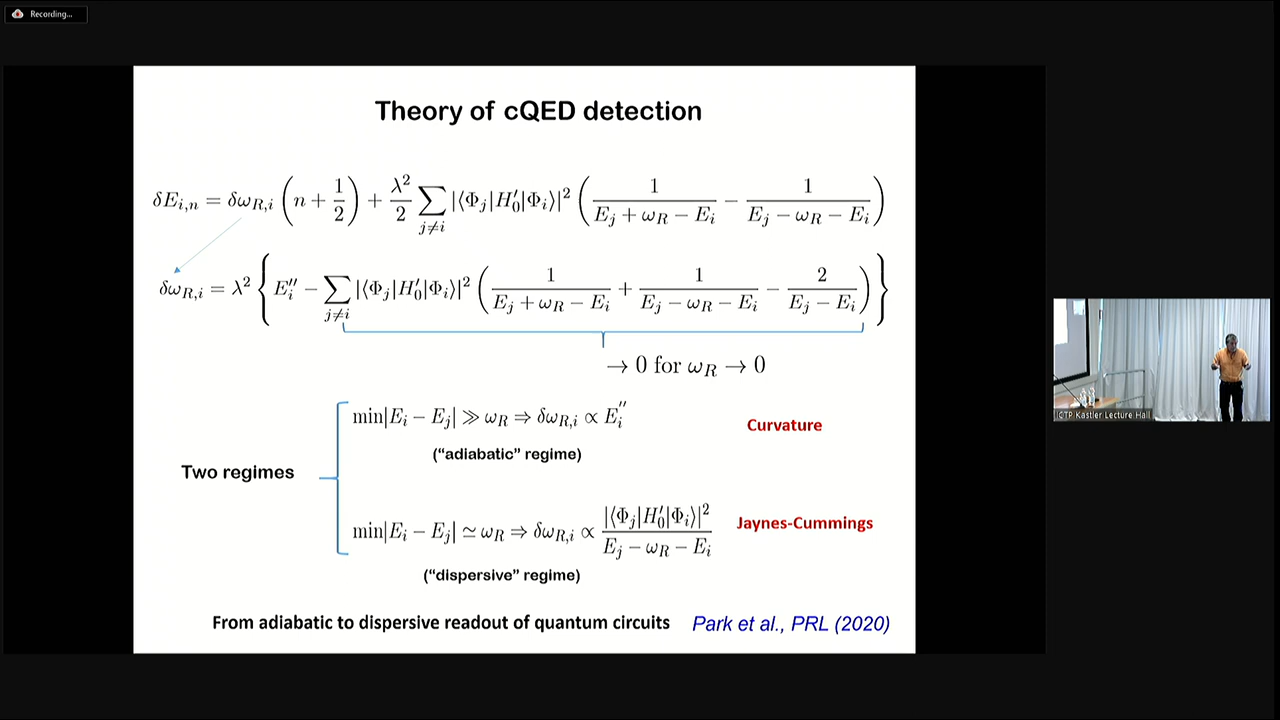 Recording...
Theory of cQED detection
δE_{i,n} = δω_{R,i} (n + 1/2) + λ²/2 ∑_{j≠i} |⟨Φ_j|H′_0|Φ_i⟩|² (1/(E_j + ω_R − E_i) − 1/(E_j − ω_R − E_i))
δω_{R,i} = λ² {E″_i − ∑_{j≠i} |⟨Φ_j|H′_0|Φ_i⟩|² (1/(E_j + ω_R − E_i) + 1/(E_j − ω_R − E_i) − 2/(E_j − E_i))}
→ 0 for ω_R → 0
min|E_i − E_j| ≫ ω_R ⇒ δω_{R,i} ∝ E_i″
Curvature
("adiabatic" regime)
Two regimes
min|E_i − E_j| ≃ ω_R ⇒ δω_{R,i} ∝ |⟨Φ_j|H′_0|Φ_i⟩|²/(E_j − ω_R − E_i)
Jaynes-Cummings
("dispersive" regime)
From adiabatic to dispersive readout of quantum circuits Park et al., PRL (2020)
ICTP Kastler Lecture Hall